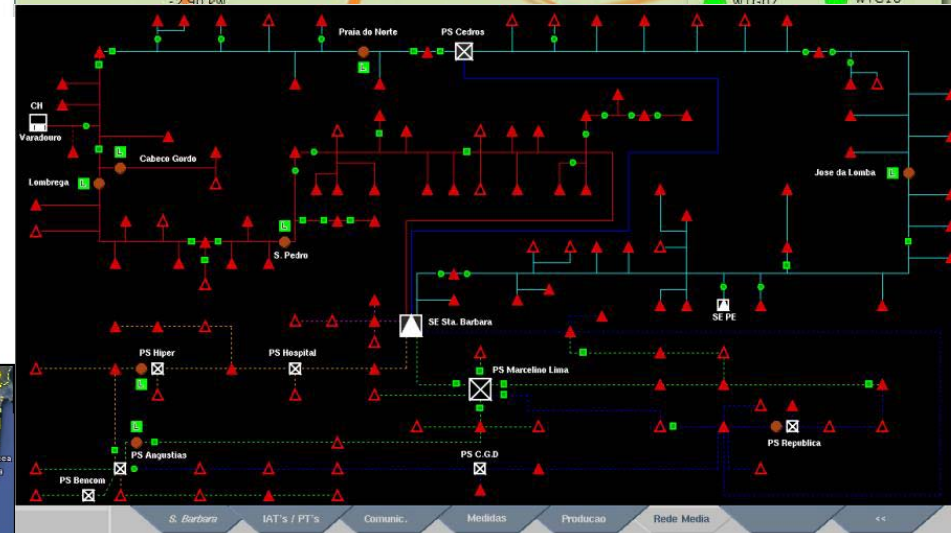 Praia do Norte
PS Cedros
L
CH
Varadouro
L
Cabeco Gordo
Lombrega
L
Jose da Lomba
L
L
S. Pedro
SE PE
SE Sta. Barbara
PS Hiper
PS Hospital
PS Marcelino Lima
L
L
PS Republica
PS Angustias
PS C.G.D
PS Bencom
S. Barbara
IAT's / PT's
Comunic.
Medidas
Producao
Rede Media
<<